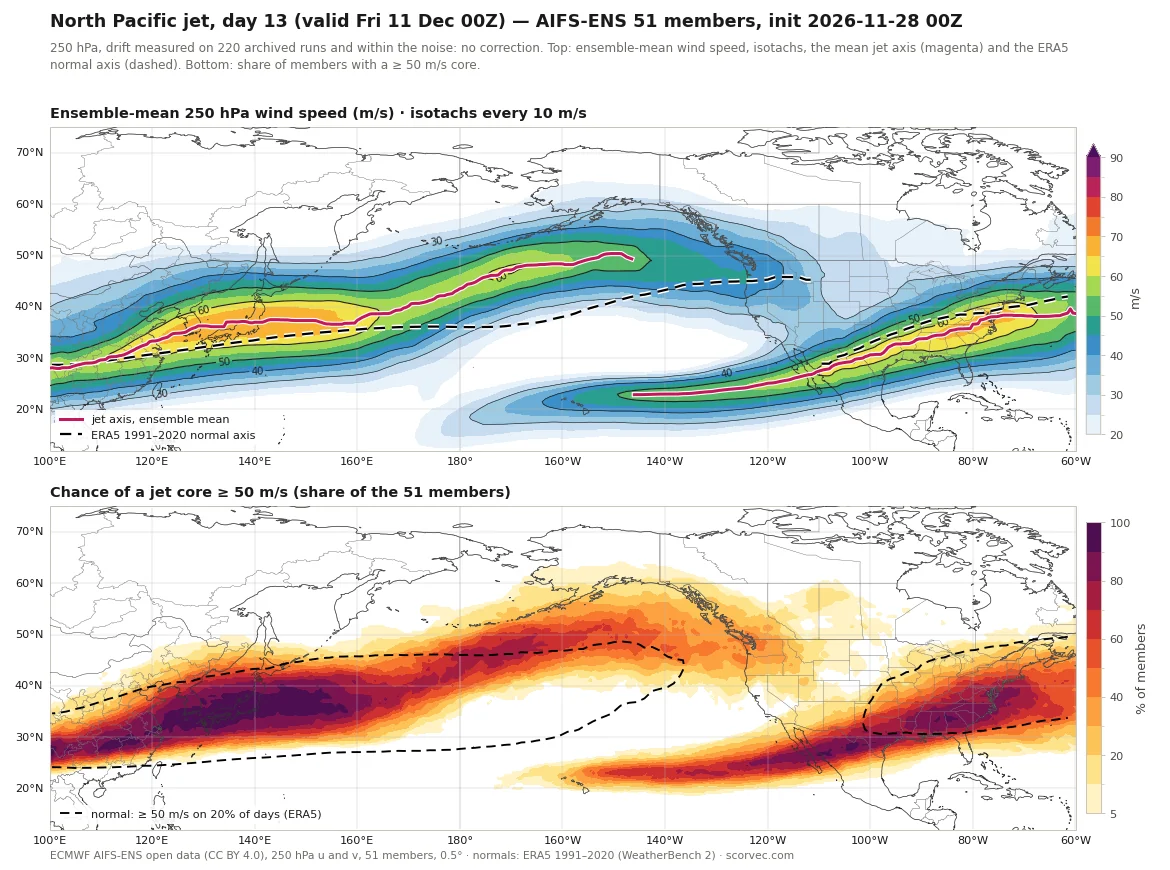 North Pacific jet, day 13 (valid Fri 11 Dec 00Z) — AIFS-ENS 51 members, init 2026-11-28 00Z
250 hPa, drift measured on 220 archived runs and within the noise: no correction. Top: ensemble-mean wind speed, isotachs, the mean jet axis (magenta) and the ERA5
normal axis (dashed). Bottom: share of members with a ≥ 50 m/s core.
Ensemble-mean 250 hPa wind speed (m/s) · isotachs every 10 m/s
70°N
60°N
50°N
40°N
30°N
20°N
30
60
50
40
30
40
50
60
jet axis, ensemble mean
ERA5 1991–2020 normal axis
100°E 120°E 140°E 160°E 180° 160°W 140°W 120°W 100°W 80°W 60°W
90
80
70
60
50
40
30
20
m/s
Chance of a jet core ≥ 50 m/s (share of the 51 members)
70°N
60°N
50°N
40°N
30°N
20°N
normal: ≥ 50 m/s on 20% of days (ERA5)
100°E 120°E 140°E 160°E 180° 160°W 140°W 120°W 100°W 80°W 60°W
100
80
60
40
20
5
% of members
ECMWF AIFS-ENS open data (CC BY 4.0), 250 hPa u and v, 51 members, 0.5° · normals: ERA5 1991–2020 (WeatherBench 2) · scorvec.com